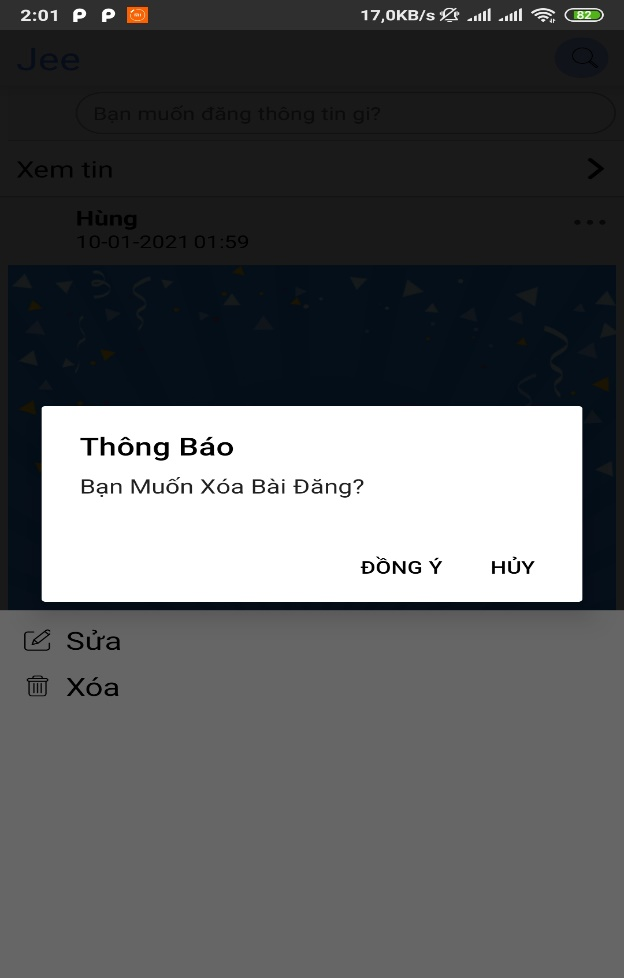 2:01 P P 17,0KB/s 82
Jee
Bạn muốn đăng thông tin gì?
Xem tin
Hùng
10-01-2021 01:59
Thông Báo
Bạn Muốn Xóa Bài Đăng?
ĐỒNG Ý HỦY
Sửa
Xóa